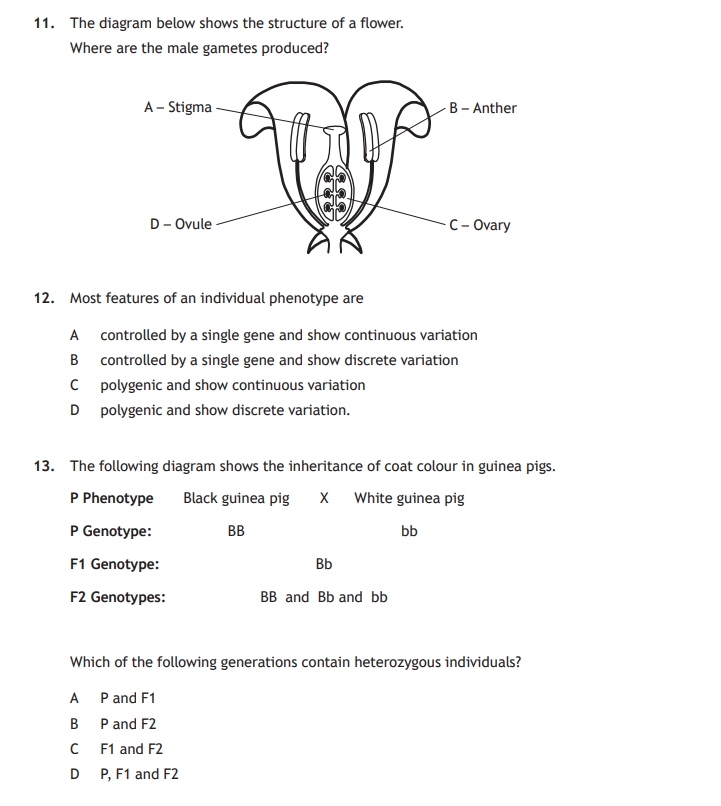 11. The diagram below shows the structure of a flower.
Where are the male gametes produced?
A – Stigma
B – Anther
D – Ovule
C – Ovary
12. Most features of an individual phenotype are
A controlled by a single gene and show continuous variation
B controlled by a single gene and show discrete variation
C polygenic and show continuous variation
D polygenic and show discrete variation.
13. The following diagram shows the inheritance of coat colour in guinea pigs.
P Phenotype Black guinea pig X White guinea pig
P Genotype: BB bb
F1 Genotype: Bb
F2 Genotypes: BB and Bb and bb
Which of the following generations contain heterozygous individuals?
A P and F1
B P and F2
C F1 and F2
D P, F1 and F2